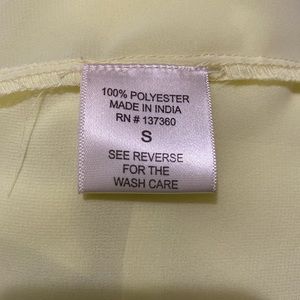 100% POLYESTER
MADE IN INDIA
RN # 137360
S
SEE REVERSE
FOR THE
WASH CARE